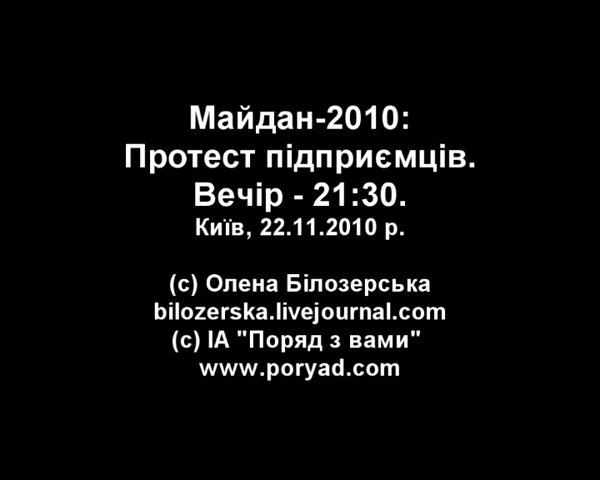 Майдан-2010:
Протест підприємців.
Вечір - 21:30.
Київ, 22.11.2010 р.
(с) Олена Білозерська
bilozerska.livejournal.com
(с) ІА "Поряд з вами"
www.poryad.com